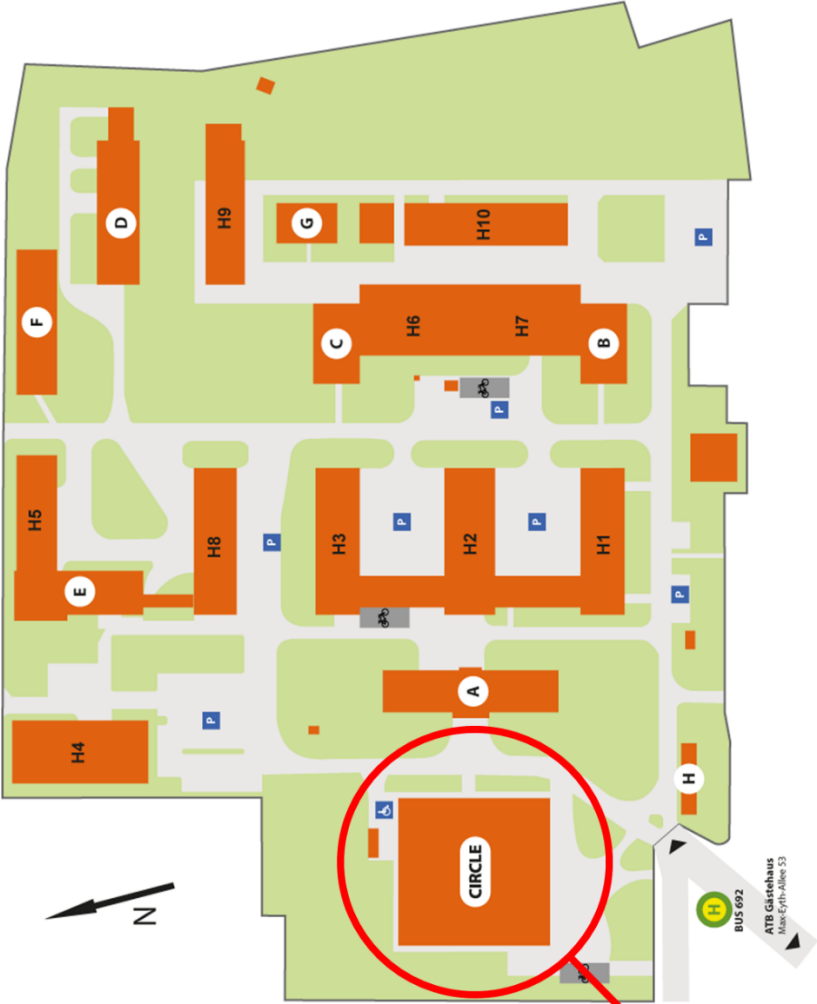 D
H9
G
H10
P
F
C
H6
H7
B
P
H5
H8
P
H3
P
H2
P
H1
E
P
A
H4
P
H
CIRCLE
N
H
BUS 692
ATB Gästehaus
Max-Eyth-Allee 53